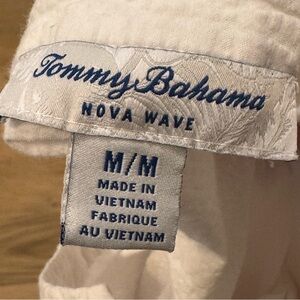 Tommy Bahama
NOVA WAVE
M/M
MADE IN
VIETNAM
FABRIQUE
AU VIETNAM